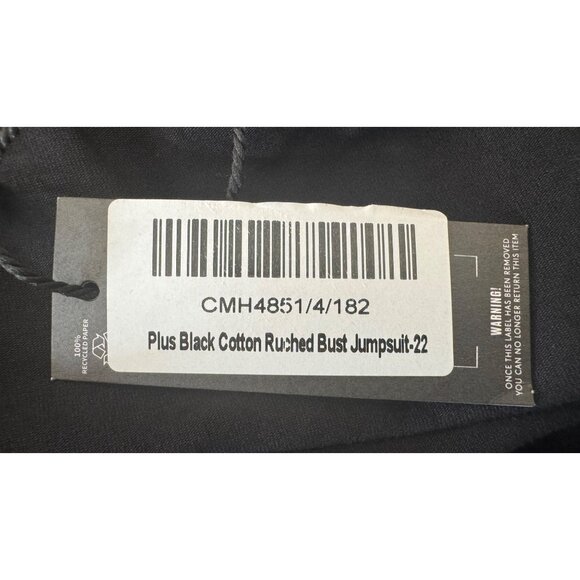 CMH4851/4/182
Plus Black Cotton Ruched Bust Jumpsuit-22
100%
RECYCLED PAPER
WARNING!
ONCE THIS LABEL HAS BEEN REMOVED
YOU CAN NO LONGER RETURN THIS ITEM